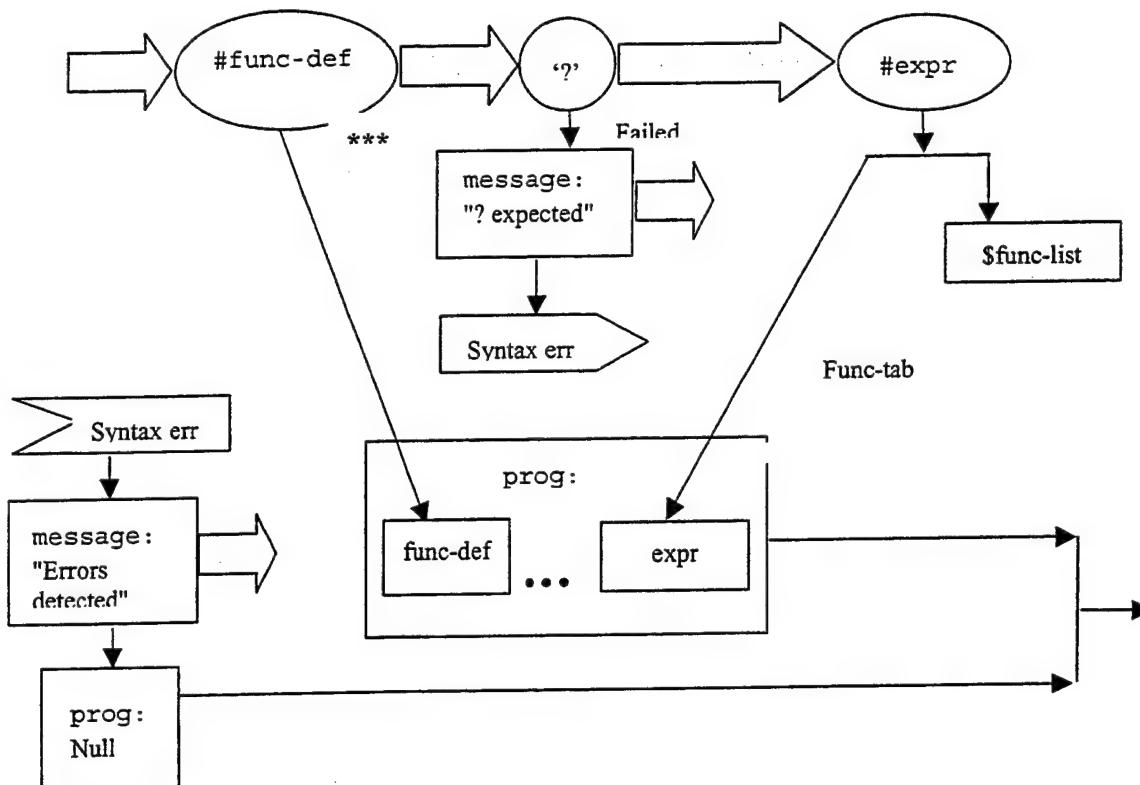 #func-def
‘?’
#expr
***
Failed
message:
"? expected"
$func-list
Syntax err
Func-tab
Syntax err
prog:
message:
"Errors
detected"
func-def
...
expr
prog:
Null